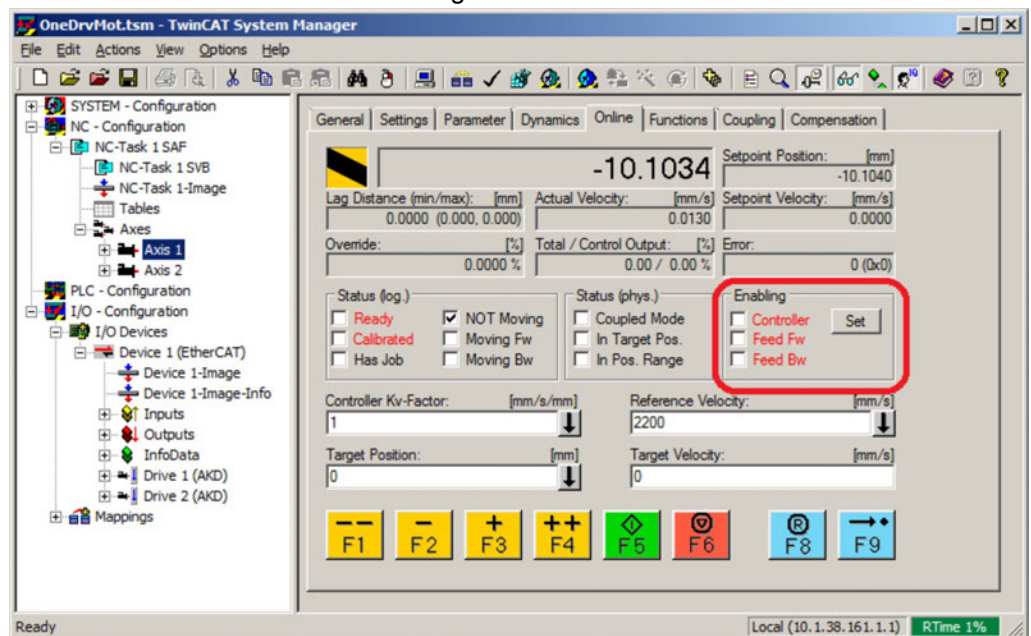 OneDrvMot.tsm - TwinCAT System Manager
File Edit Actions View Options Help
SYSTEM - Configuration
NC - Configuration
NC-Task 1 SAF
NC-Task 1 SVB
NC-Task 1-Image
Tables
Axes
Axis 1
Axis 2
PLC - Configuration
I/O - Configuration
I/O Devices
Device 1 (EtherCAT)
Device 1-Image
Device 1-Image-Info
Inputs
Outputs
InfoData
Drive 1 (AKD)
Drive 2 (AKD)
Mappings
General Settings Parameter Dynamics Online Functions Coupling Compensation
-10.1034
Setpoint Position: [mm]
-10.1040
Lag Distance (min/max): [mm] Actual Velocity: [mm/s] Setpoint Velocity: [mm/s]
0.0000 (0.000, 0.000) 0.0130 0.0000
Override: [%] Total / Control Output: [%] Error:
0.0000 % 0.00 / 0.00 % 0 (0x0)
Status (log.) Status (phys.) Enabling
Ready NOT Moving Coupled Mode Controller Set
Calibrated Moving Fw In Target Pos. Feed Fw
Has Job Moving Bw In Pos. Range Feed Bw
Controller Kv-Factor: [mm/s/mm] Reference Velocity: [mm/s]
1 2200
Target Position: [mm] Target Velocity: [mm/s]
0 0
-- - + ++ R
F1 F2 F3 F4 F5 F6 F8 F9
Ready Local (10.1.38.161.1.1) RTime 1%